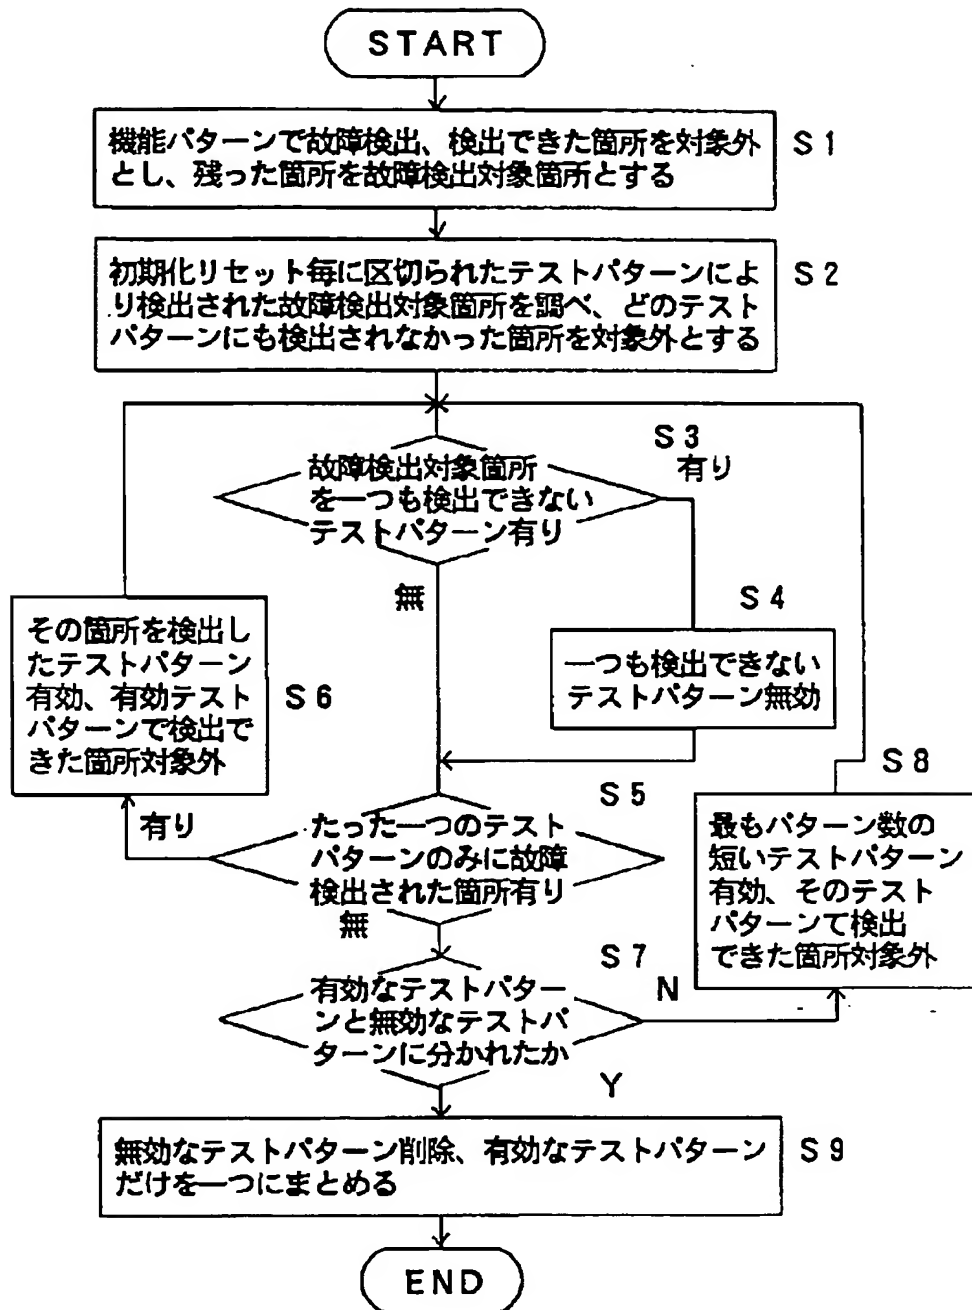 START
機能パターンで故障検出、検出できた箇所を対象外
とし、残った箇所を故障検出対象箇所とする
S1
初期化リセット毎に区切られたテストパターンによ
り検出された故障検出対象箇所を調べ、どのテスト
パターンにも検出されなかった箇所を対象外とする
S2
故障検出対象箇所
を一つも検出できない
テストパターン有り
S3
有り
無
S4
一つも検出できない
テストパターン無効
その箇所を検出し
たテストパターン
有効、有効テスト
パターンで検出で
きた箇所対象外
S6
S5
有り
たった一つのテスト
パターンのみに故障
検出された箇所有り
無
S8
最もパターン数の
短いテストパターン
有効、そのテスト
パターンて検出
できた箇所対象外
S7
有効なテストパター
ンと無効なテストパ
ターンに分かれたか
N
Y
無効なテストパターン削除、有効なテストパターン
だけを一つにまとめる
S9
END